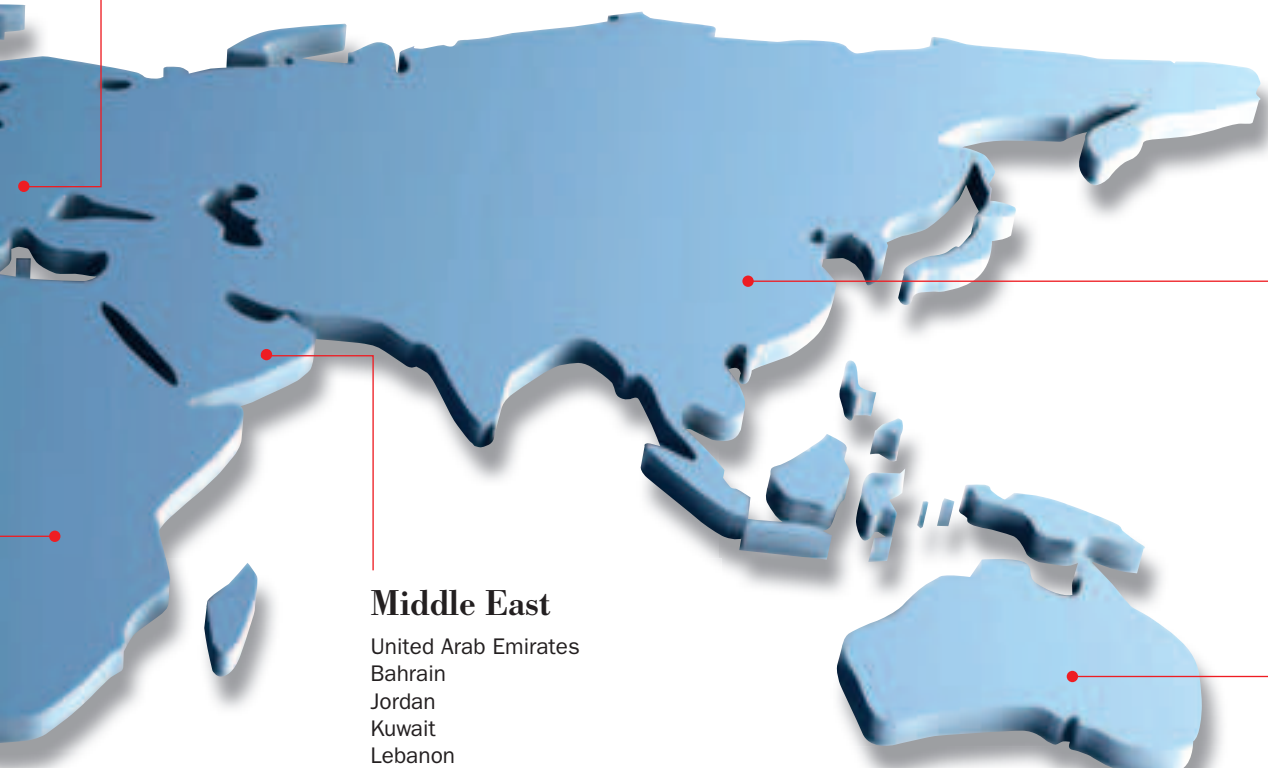 Middle East
United Arab Emirates
Bahrain
Jordan
Kuwait
Lebanon